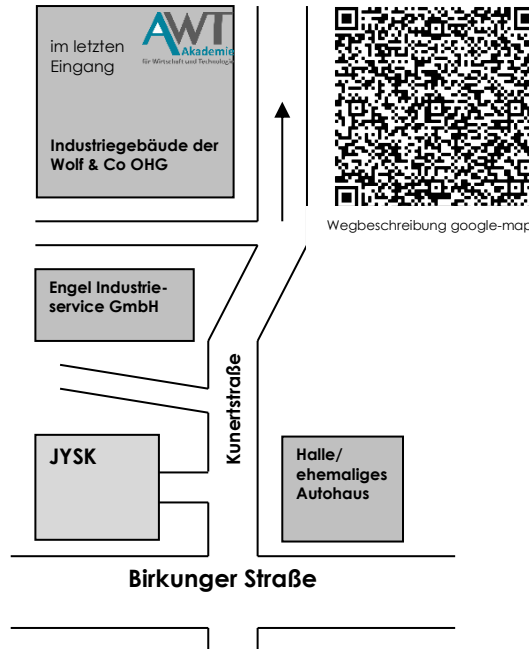 im letzten
Eingang
AWT
Akademie
für Wirtschaft und Technologie
Industriegebäude der
Wolf & Co OHG
Wegbeschreibung google-map
Engel Industrie-
service GmbH
Kunertstraße
JYSK
Halle/
ehemaliges
Autohaus
Birkunger Straße